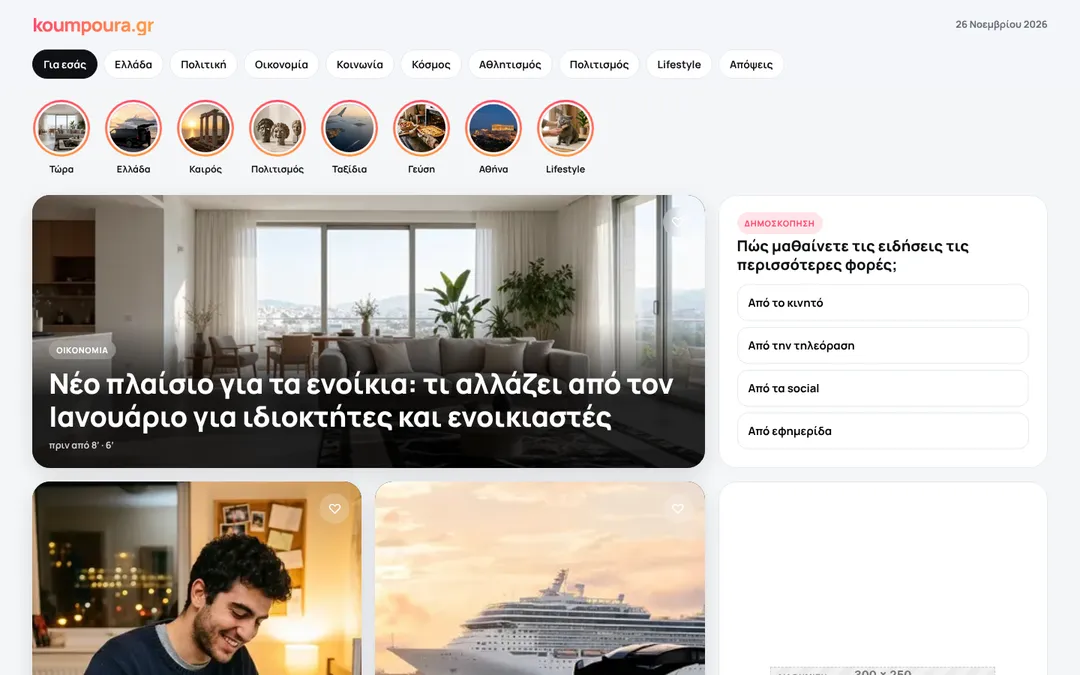 koumpoura.gr
26 Νοεμβρίου 2026
Για εσάς
Ελλάδα
Πολιτική
Οικονομία
Κοινωνία
Κόσμος
Αθλητισμός
Πολιτισμός
Lifestyle
Απόψεις
Τώρα
Ελλάδα
Καιρός
Πολιτισμός
Ταξίδια
Γεύση
Αθήνα
Lifestyle
ΟΙΚΟΝΟΜΙΑ
Νέο πλαίσιο για τα ενοίκια: τι αλλάζει από τον
Ιανουάριο για ιδιοκτήτες και ενοικιαστές
πριν από 8' · 6'
ΔΗΜΟΣΚΟΠΗΣΗ
Πώς μαθαίνετε τις ειδήσεις τις
περισσότερες φορές;
Από το κινητό
Από την τηλεόραση
Από τα social
Από εφημερίδα
300 × 250